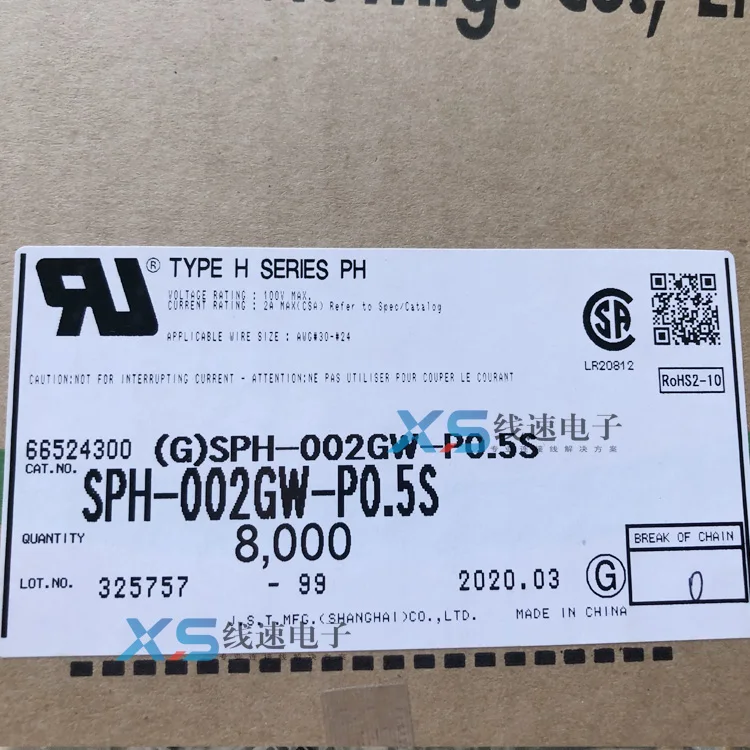 Mfg. Co., L
® TYPE H SERIES PH
VOLTAGE RATING : 100V MAX.
CURRENT RATING : 2A MAX(CSA) Refer to Spec/Catalog
APPLICABLE WIRE SIZE : AWG#30-#24
LR20812
RoHS2-10
CAUTION:NOT FOR INTERRUPTING CURRENT - ATTENTION:NE PAS UTILISER POUR COUPER LE COURANT
XS 线速电子
66524300 (G)SPH-002GW-P0.5S
CAT.NO.
SPH-002GW-P0.5S
QUANTITY 8,000
BREAK OF CHAIN
0
LOT.NO. 325757 - 99 2020.03 G
J.S.T.MFG.(SHANGHAI)CO.,LTD. MADE IN CHINA
XS 线速电子